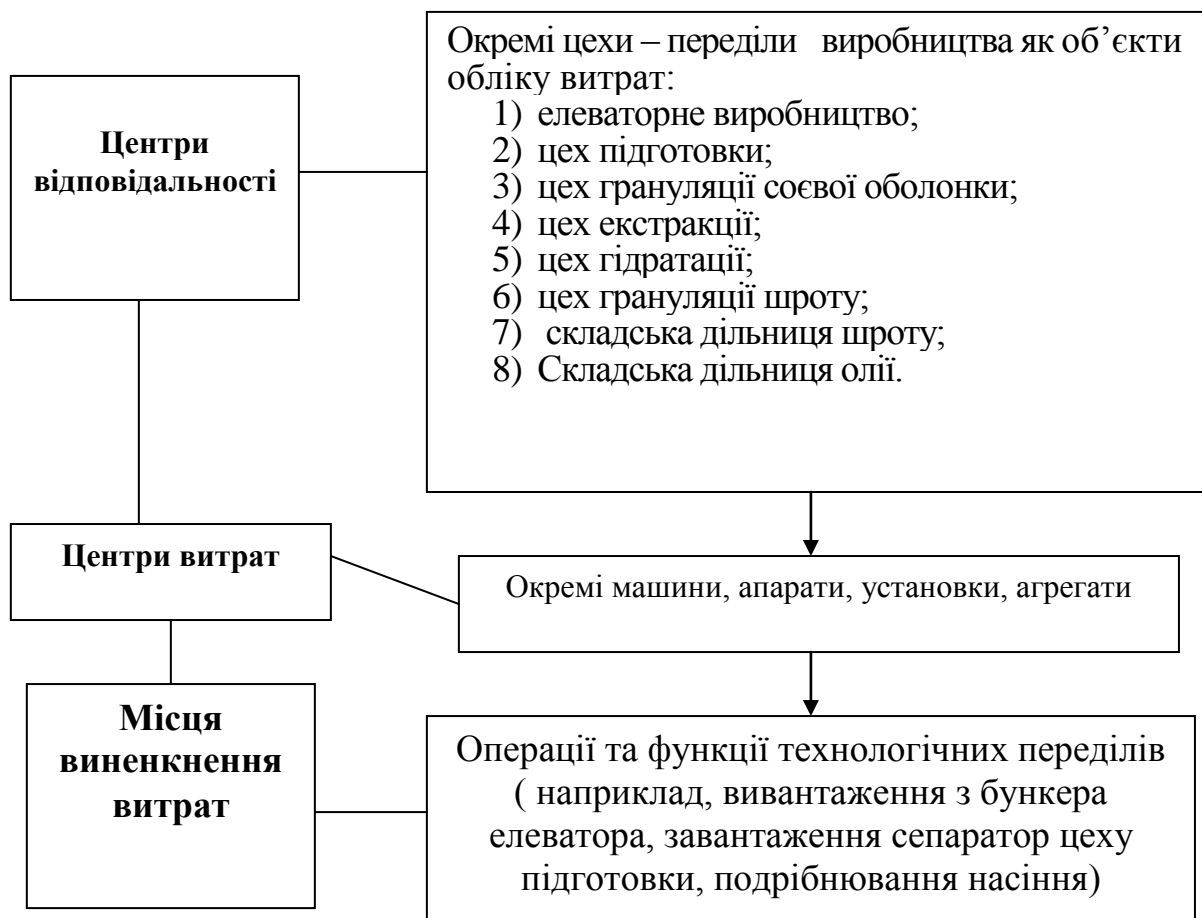 Окремі цехи – переділи виробництва як об’єкти
обліку витрат:
1) елеваторне виробництво;
2) цех підготовки;
3) цех грануляції соєвої оболонки;
4) цех екстракції;
5) цех гідратації;
6) цех грануляції шроту;
7) складська дільниця шроту;
8) Складська дільниця олії.
Центри
відповідальності
Центри витрат
Окремі машини, апарати, установки, агрегати
Місця
виненкнення
витрат
Операції та функції технологічних переділів
( наприклад, вивантаження з бункера
елеватора, завантаження сепаратор цеху
підготовки, подрібнювання насіння)